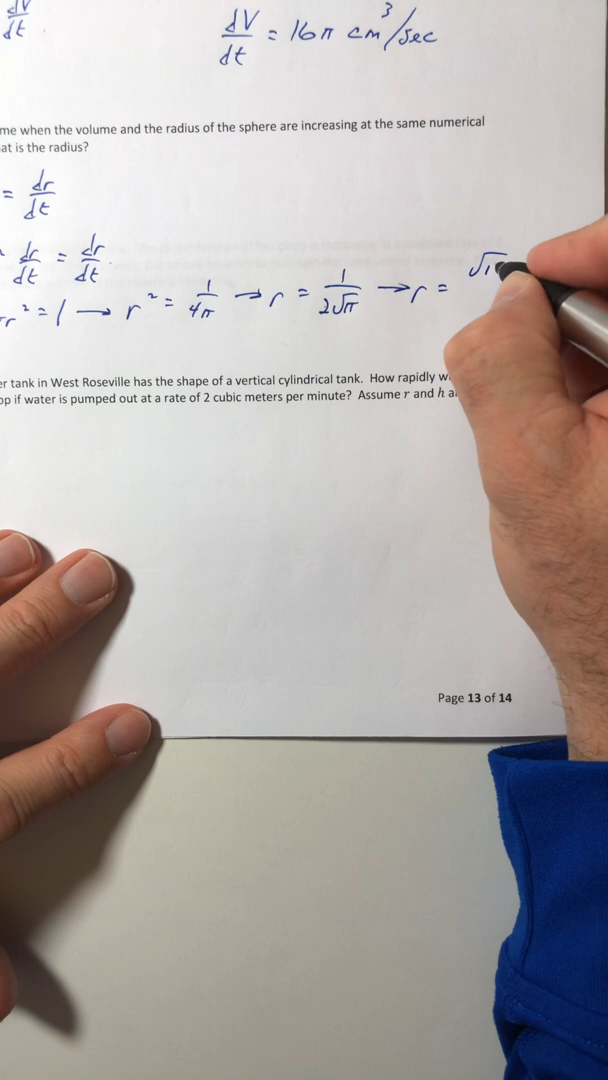 dV/dt
dV/dt = 16π cm³/sec
me when the volume and the radius of the sphere are increasing at the same numerical
at is the radius?
= dr/dt
dr/dt = dr/dt
r² = 1 → r² = 1/4π → r = 1/2√π → r =
er tank in West Roseville has the shape of a vertical cylindrical tank. How rapidly w
op if water is pumped out at a rate of 2 cubic meters per minute? Assume r and h a
Page 13 of 14